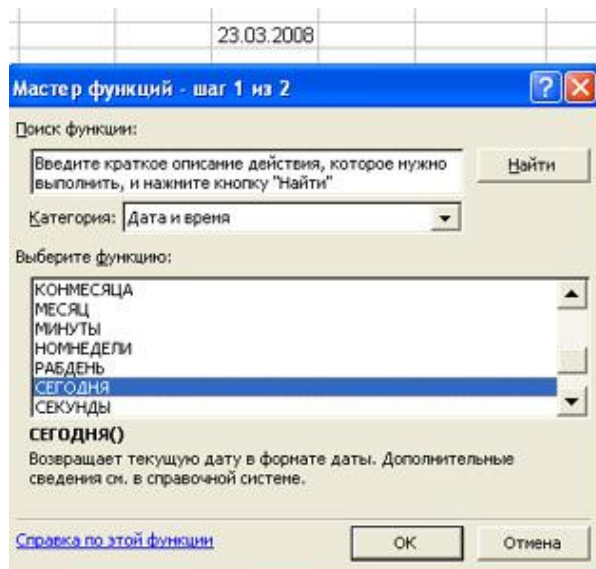 23.03.2008
Мастер функций - шаг 1 из 2
Поиск функции:
Введите краткое описание действия, которое нужно
выполнить, и нажмите кнопку "Найти"
Найти
Категория: Дата и время
Выберите функцию:
КОНМЕСЯЦА
МЕСЯЦ
МИНУТЫ
НОМНЕДЕЛИ
РАБДЕНЬ
СЕГОДНЯ
СЕКУНДЫ
СЕГОДНЯ()
Возвращает текущую дату в формате даты. Дополнительные
сведения см. в справочной системе.
Справка по этой функции
ОК
Отмена